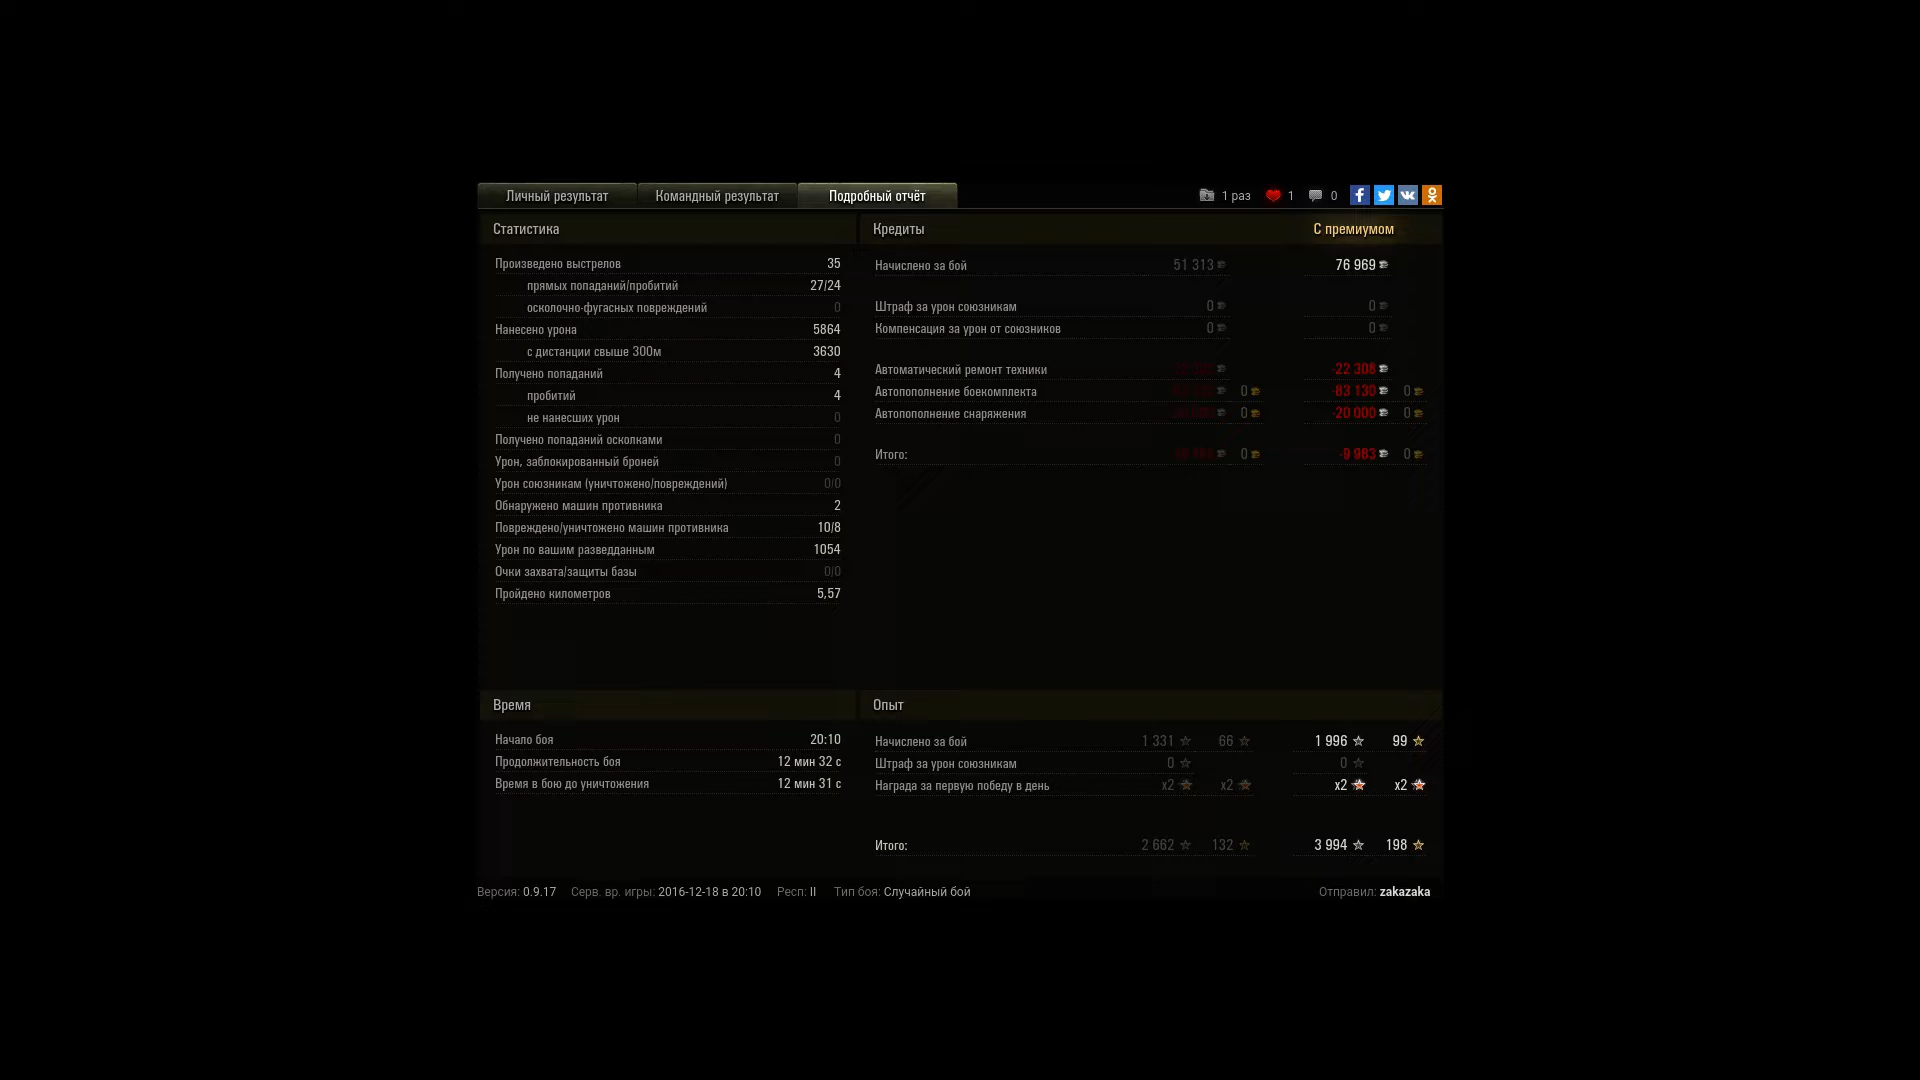 Личный результат Командный результат Подробный отчёт 1 раз 1 0
Статистика
Произведено выстрелов 35
прямых попаданий/пробитий 27/24
осколочно-фугасных повреждений 0
Нанесено урона 5864
с дистанции свыше 300м 3630
Получено попаданий 4
пробитий 4
не нанесших урон 0
Получено попаданий осколками 0
Урон, заблокированный броней 0
Урон союзникам (уничтожено/повреждений) 0/0
Обнаружено машин противника 2
Повреждено/уничтожено машин противника 10/8
Урон по вашим разведданным 1054
Очки захвата/защиты базы 0/0
Пройдено километров 5,57
Кредиты С премиумом
Начислено за бой 51 313 76 969
Штраф за урон союзникам 0 0
Компенсация за урон от союзников 0 0
Автоматический ремонт техники -22 308
Автопополнение боекомплекта 0 -83 130 0
Автопополнение снаряжения 0 -20 000 0
Итого: 0 -9 983 0
Время
Начало боя 20:10
Продолжительность боя 12 мин 32 с
Время в бою до уничтожения 12 мин 31 с
Опыт
Начислено за бой 1 331 66 1 996 99
Штраф за урон союзникам 0 0
Награда за первую победу в день x2 x2 x2 x2
Итого: 2 662 132 3 994 198
Версия: 0.9.17 Серв. вр. игры: 2016-12-18 в 20:10 Респ: II Тип боя: Случайный бой Отправил: zakazaka